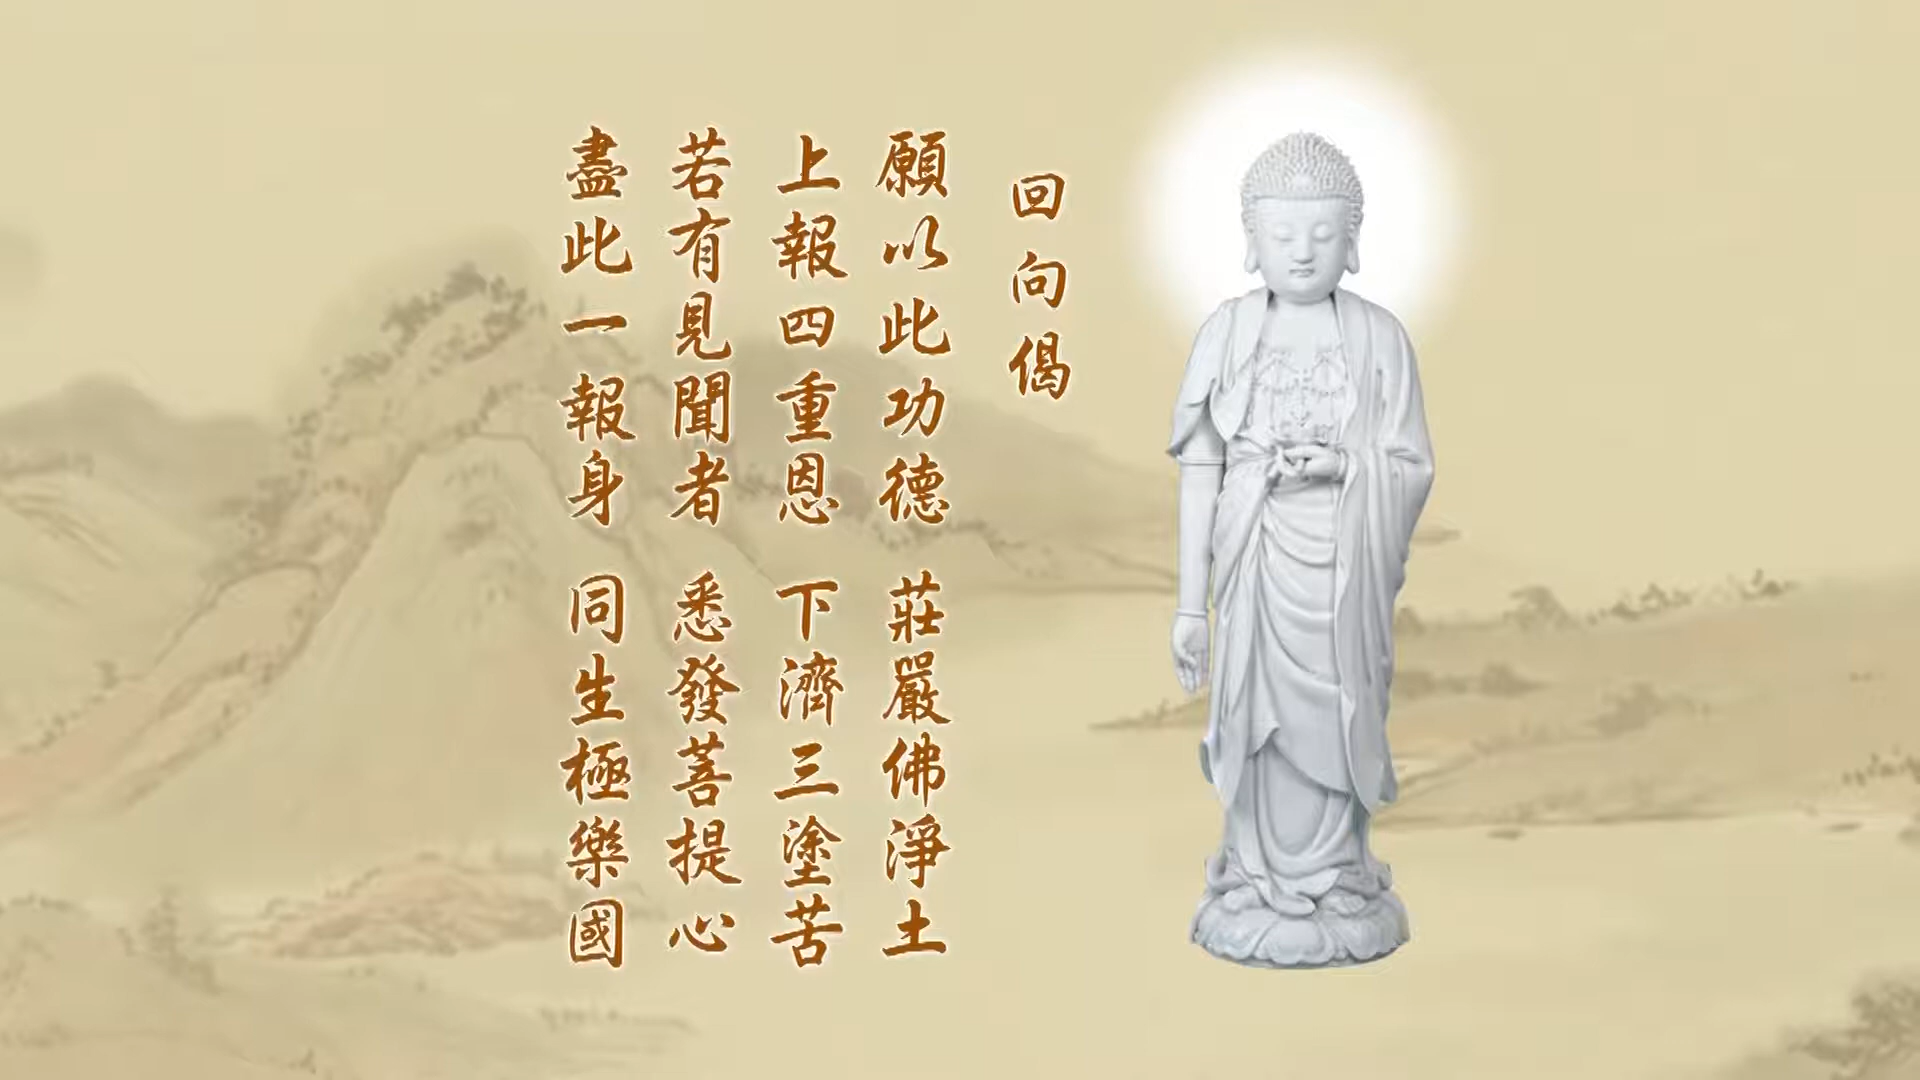 回向偈
願以此功德 莊嚴佛淨土
上報四重恩 下濟三塗苦
若有見聞者 悉發菩提心
盡此一報身 同生極樂國